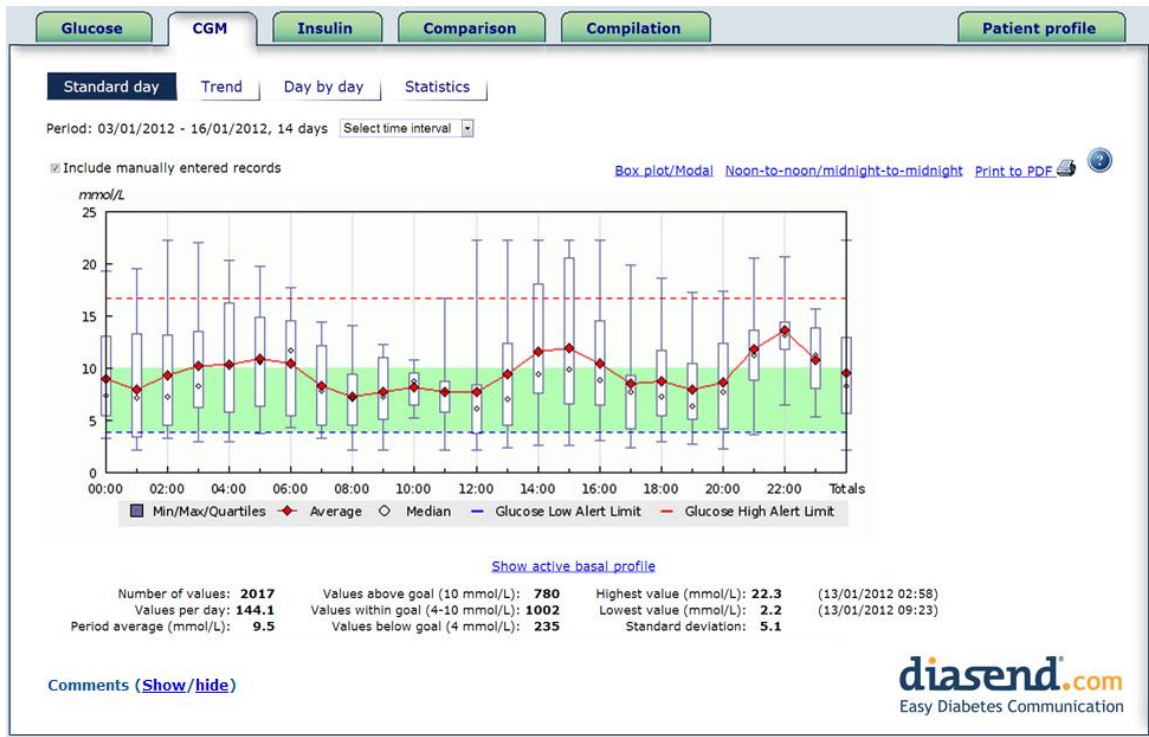 Glucose CGM Insulin Comparison Compilation Patient profile
Standard day Trend Day by day Statistics
Period: 03/01/2012 - 16/01/2012, 14 days Select time interval
Include manually entered records
Box plot/Modal Noon-to-noon/midnight-to-midnight Print to PDF ?
mmol/L
25
20
15
10
5
0
00:00 02:00 04:00 06:00 08:00 10:00 12:00 14:00 16:00 18:00 20:00 22:00 Totals
Min/Max/Quartiles Average Median Glucose Low Alert Limit Glucose High Alert Limit
Show active basal profile
Number of values: 2017 Values above goal (10 mmol/L): 780 Highest value (mmol/L): 22.3 (13/01/2012 02:58)
Values per day: 144.1 Values within goal (4-10 mmol/L): 1002 Lowest value (mmol/L): 2.2 (13/01/2012 09:23)
Period average (mmol/L): 9.5 Values below goal (4 mmol/L): 235 Standard deviation: 5.1
Comments (Show/hide)
diasend®.com
Easy Diabetes Communication